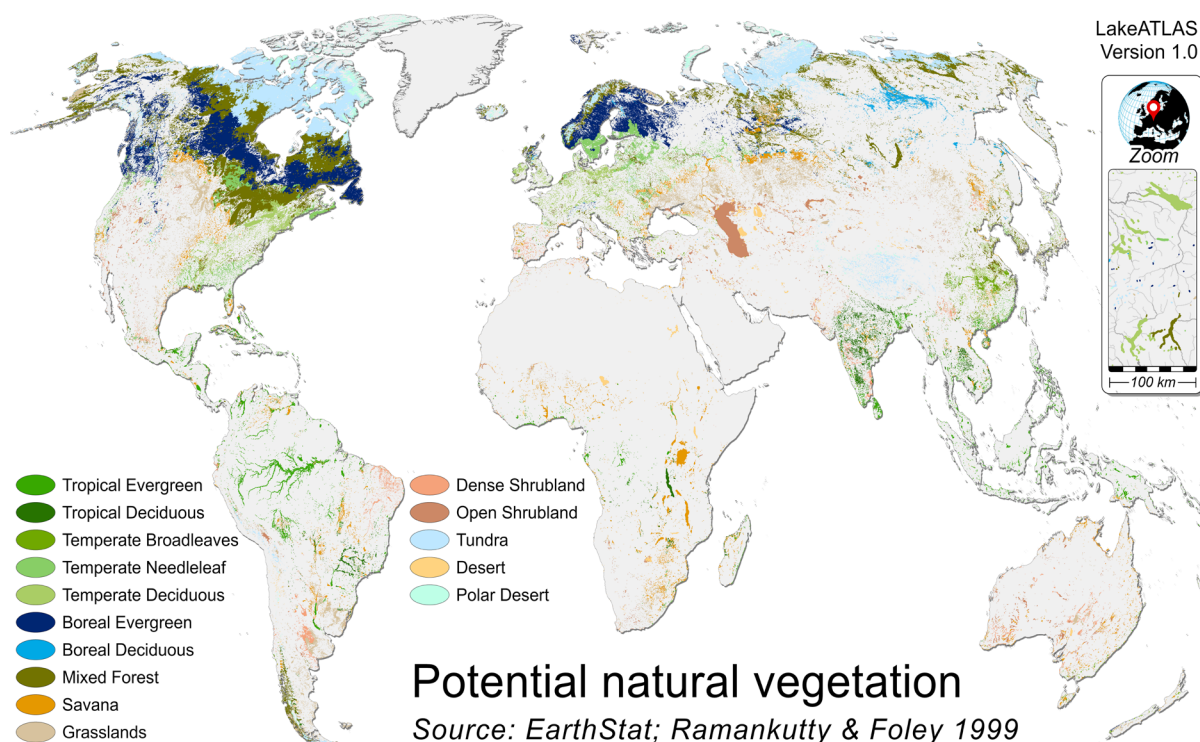 LakeATLAS
Version 1.0
Zoom
100 km
Tropical Evergreen
Tropical Deciduous
Temperate Broadleaves
Temperate Needleleaf
Temperate Deciduous
Boreal Evergreen
Boreal Deciduous
Mixed Forest
Savana
Grasslands
Dense Shrubland
Open Shrubland
Tundra
Desert
Polar Desert
Potential natural vegetation
Source: EarthStat; Ramankutty & Foley 1999